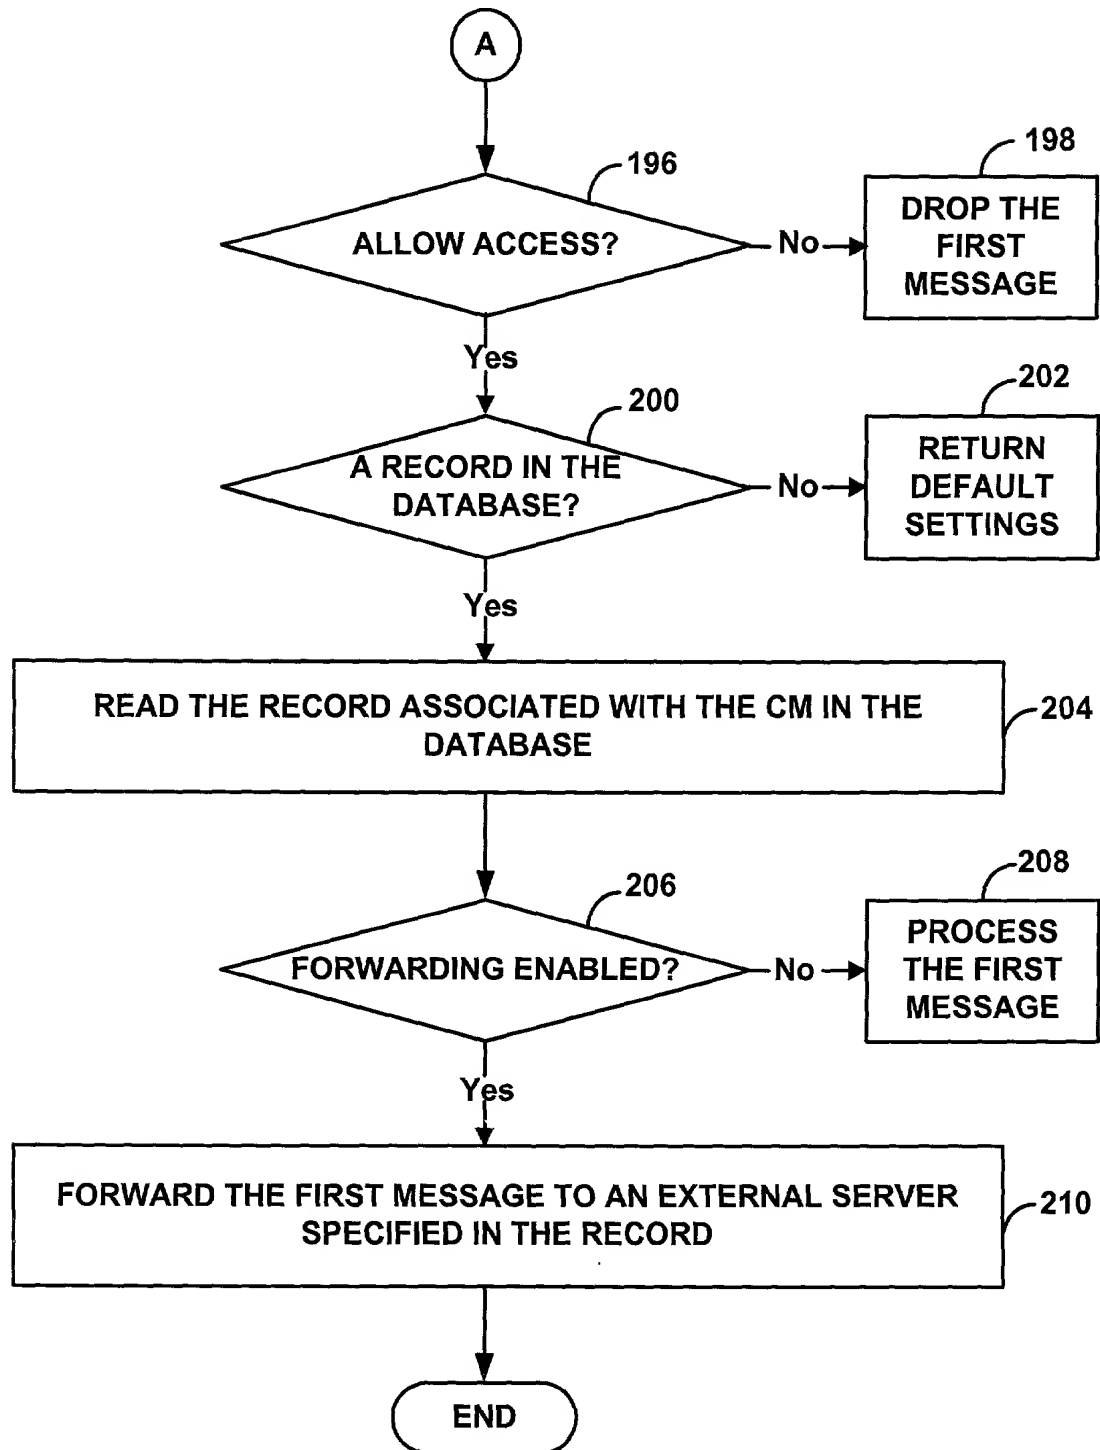 A
196
198
ALLOW ACCESS?
No
DROP THE
FIRST
MESSAGE
Yes
200
202
A RECORD IN THE
DATABASE?
No
RETURN
DEFAULT
SETTINGS
Yes
READ THE RECORD ASSOCIATED WITH THE CM IN THE
DATABASE
204
206
208
FORWARDING ENABLED?
No
PROCESS
THE FIRST
MESSAGE
Yes
FORWARD THE FIRST MESSAGE TO AN EXTERNAL SERVER
SPECIFIED IN THE RECORD
210
END